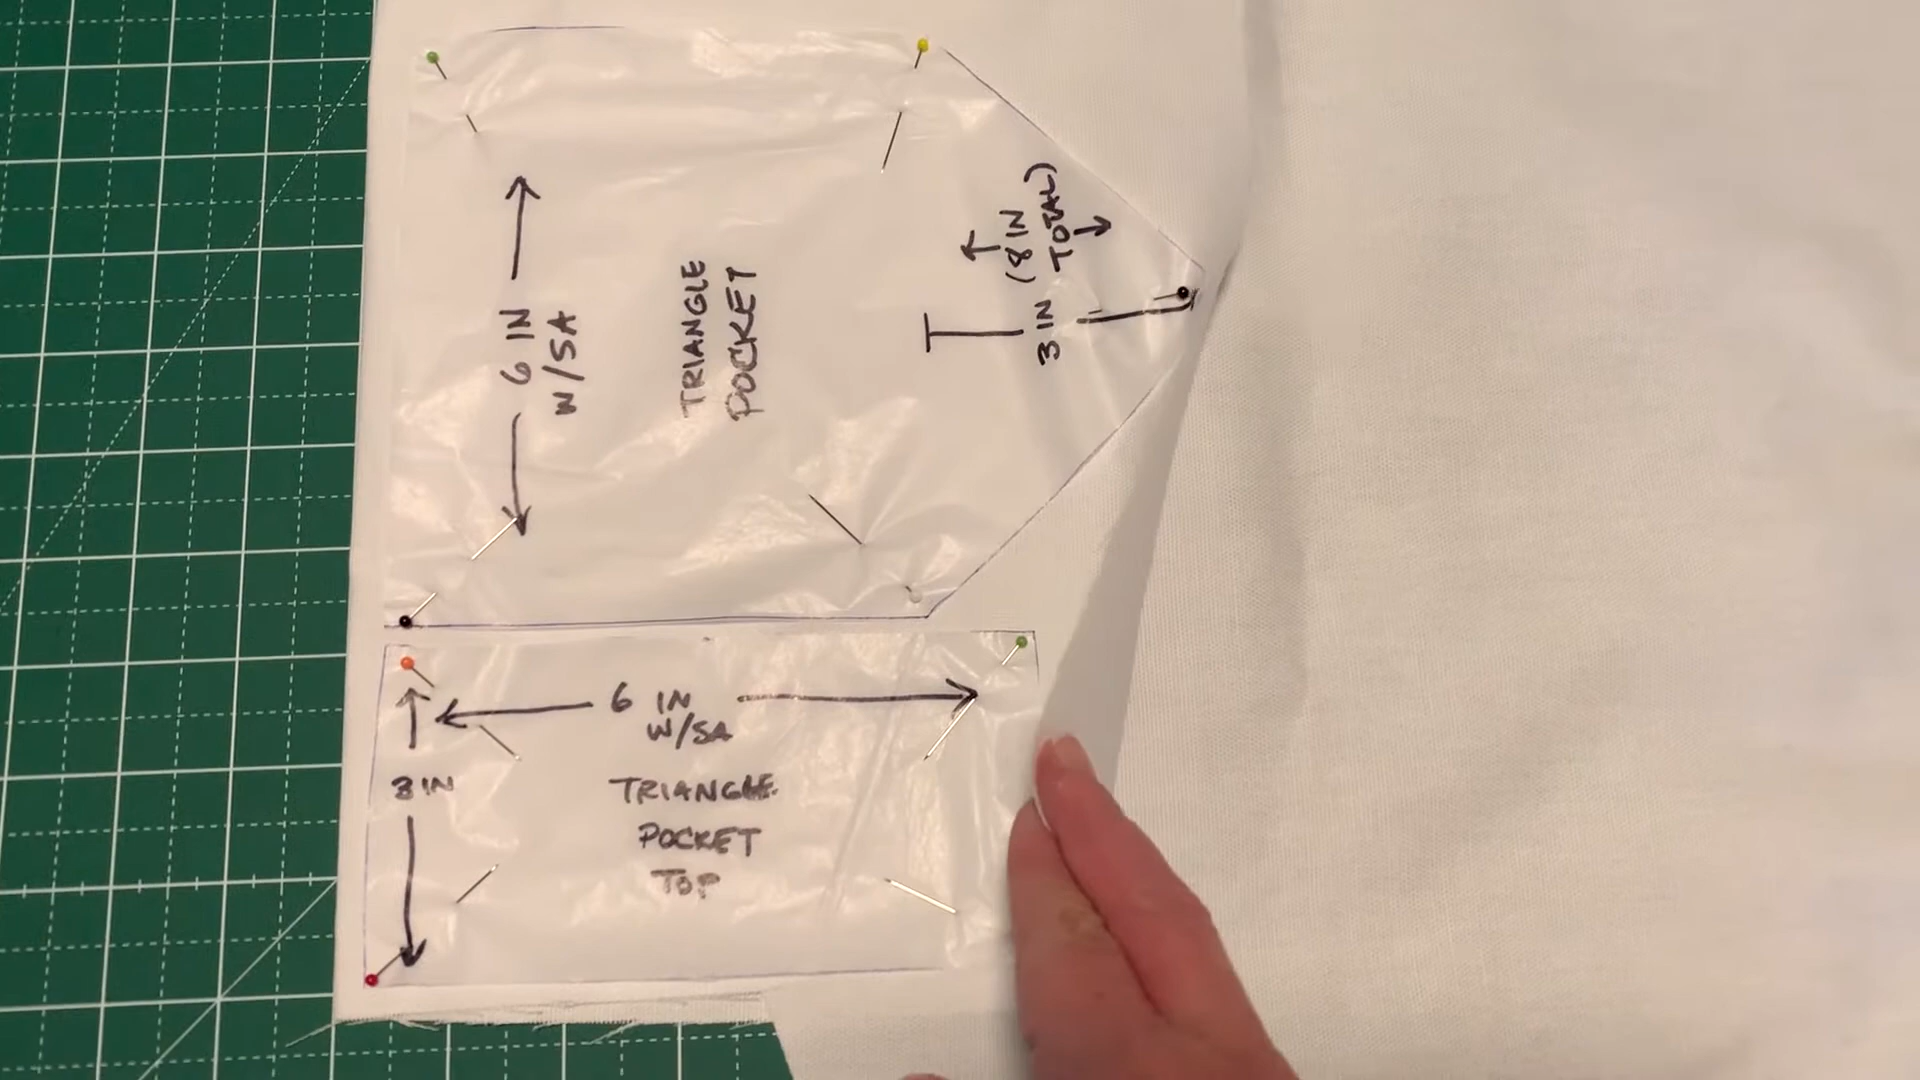 6 IN
W/SA
TRIANGLE
POCKET
(8 IN
TOTAL)
3 IN
6 IN
W/SA
3 IN
TRIANGLE
POCKET
TOP